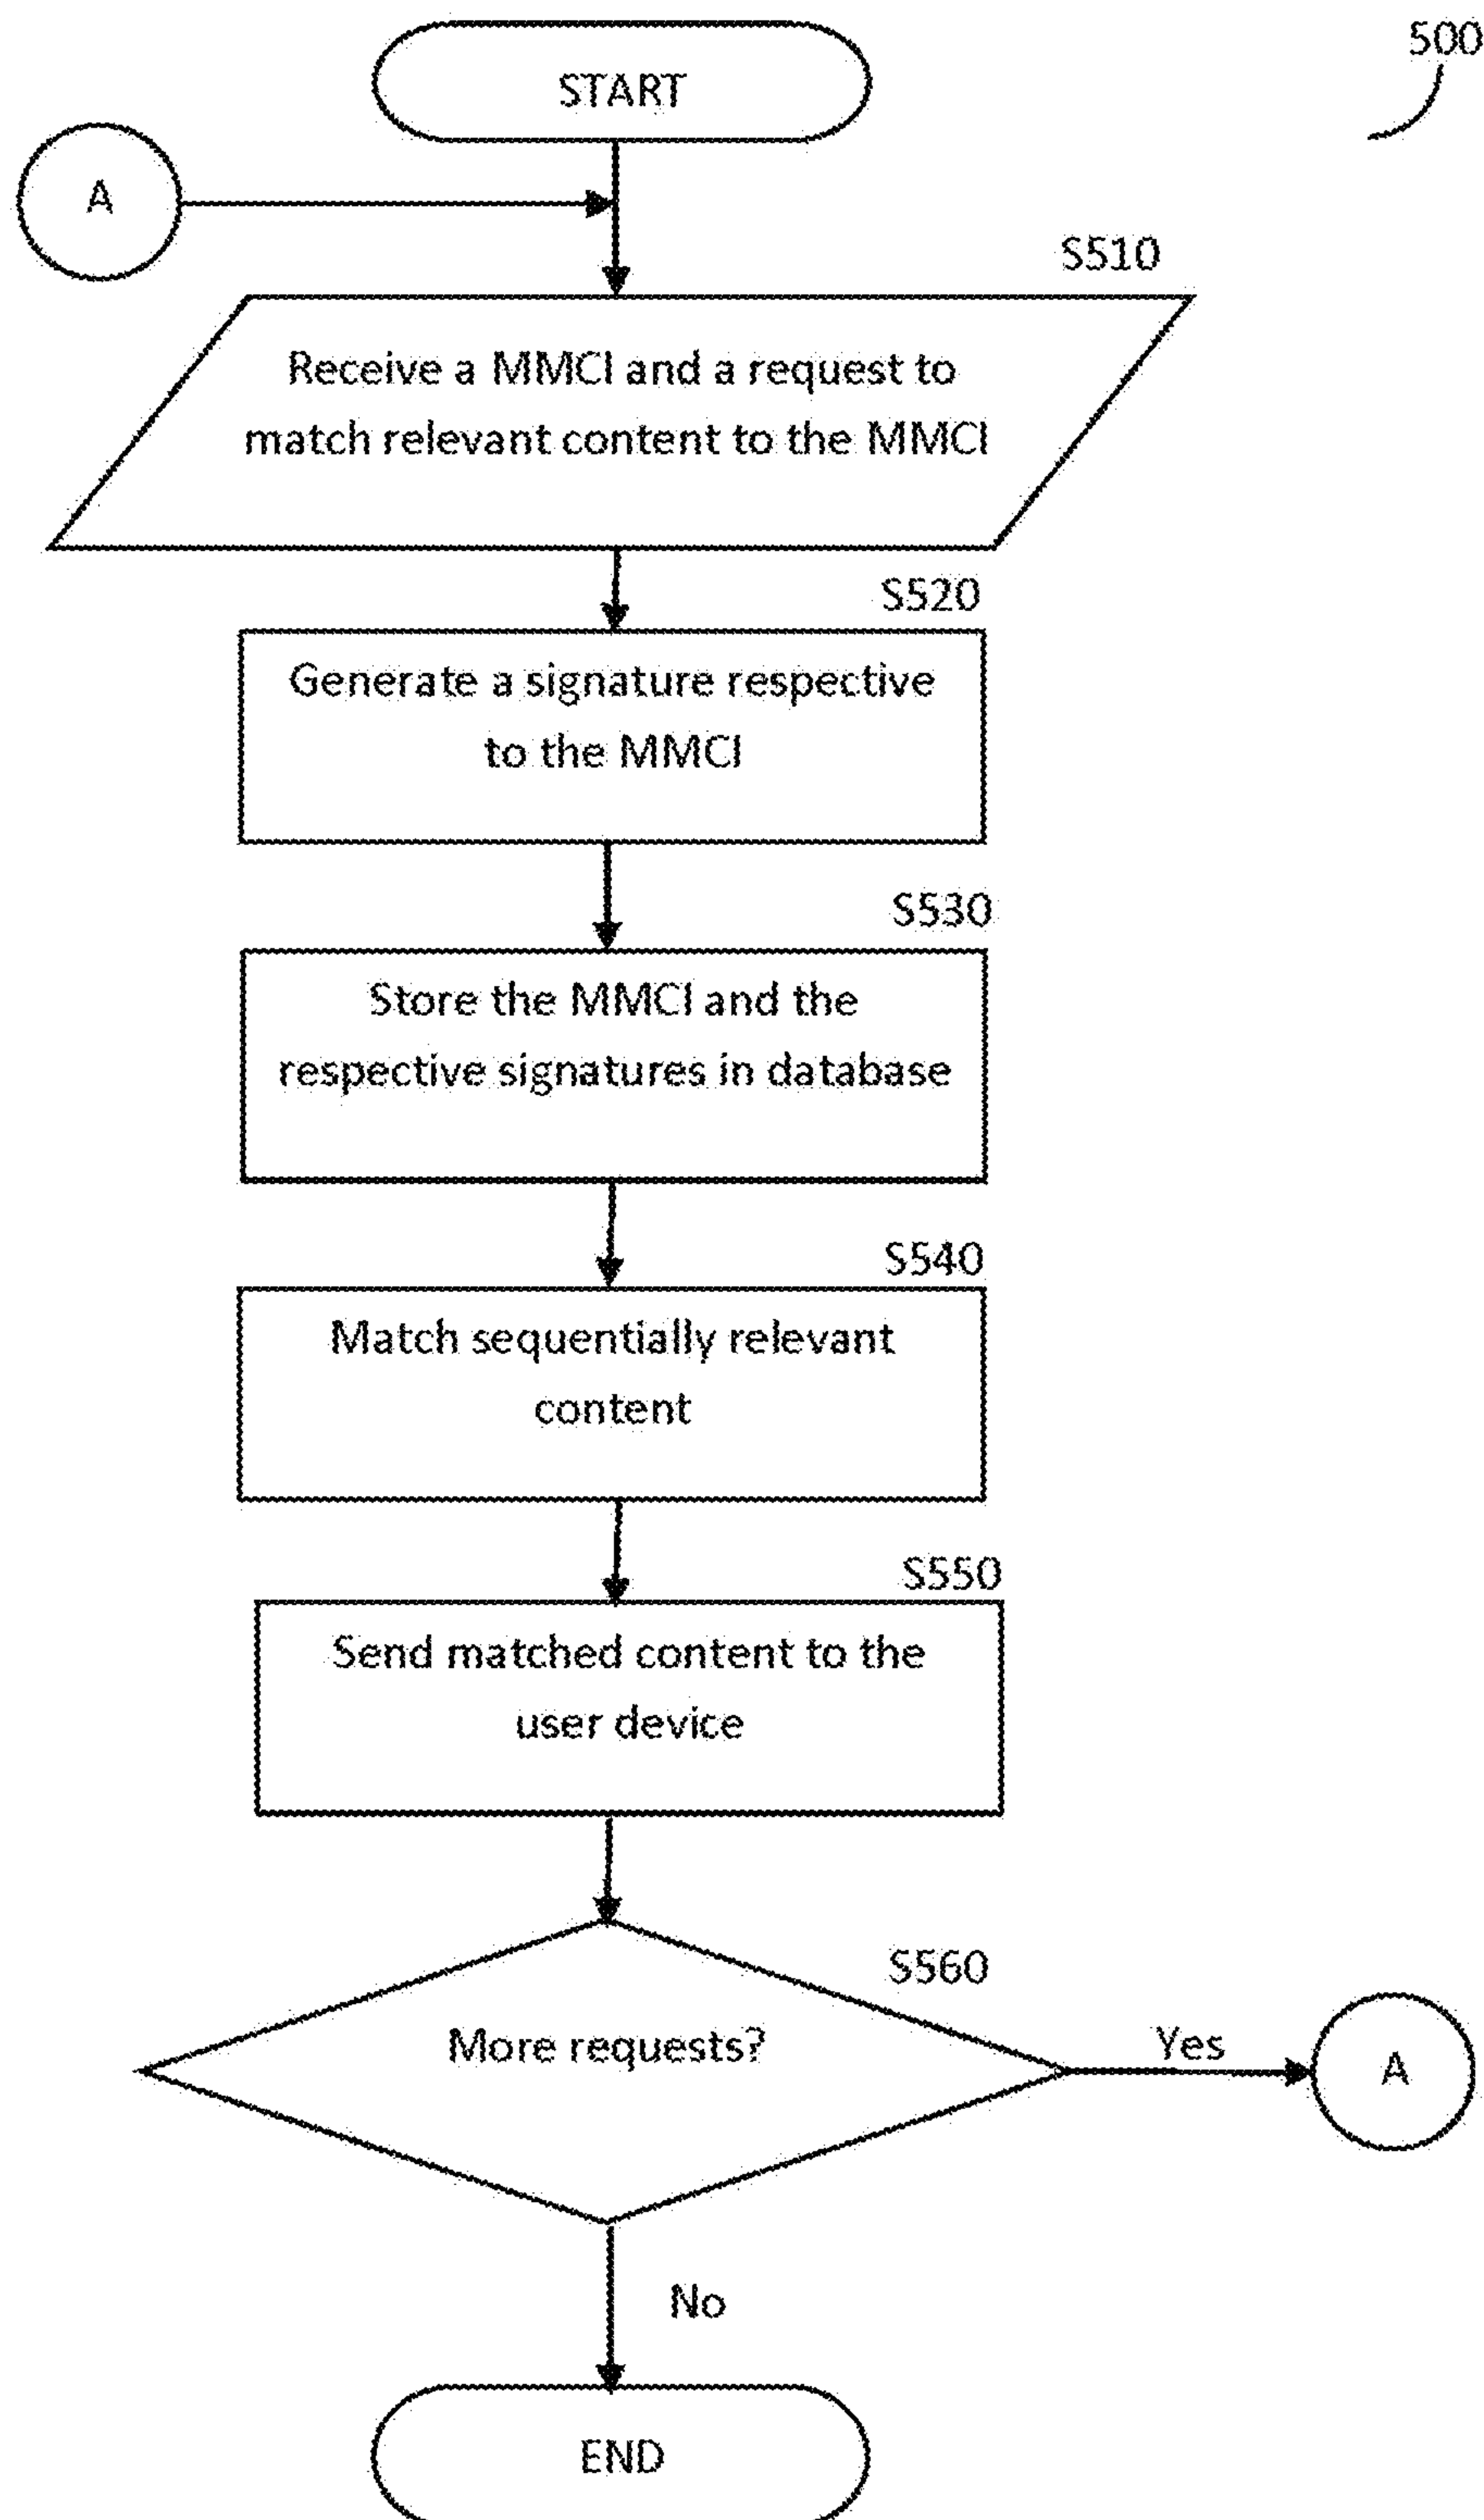 START
500
A
S510
Receive a MMCI and a request to
match relevant content to the MMCI
S520
Generate a signature respective
to the MMCI
S530
Store the MMCI and the
respective signatures in database
S540
Match sequentially relevant
content
S550
Send matched content to the
user device
S560
More requests?
Yes
A
No
END